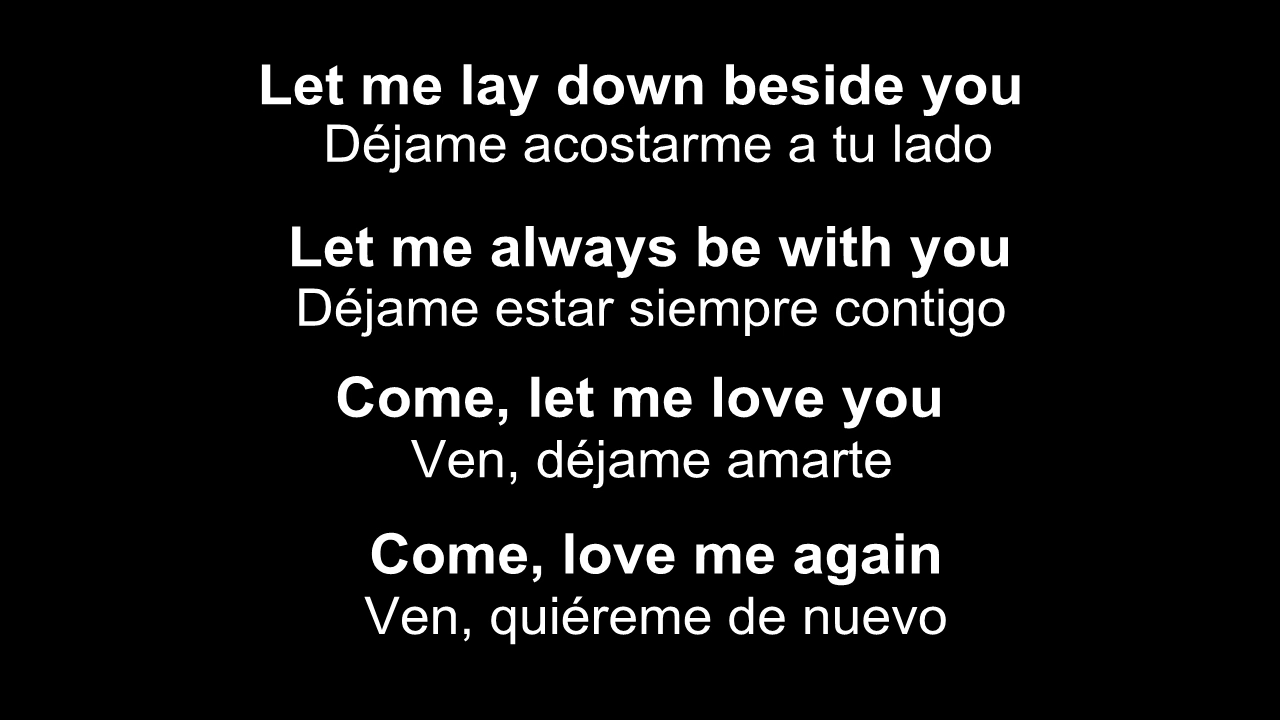 Let me lay down beside you
Déjame acostarme a tu lado
Let me always be with you
Déjame estar siempre contigo
Come, let me love you
Ven, déjame amarte
Come, love me again
Ven, quiéreme de nuevo